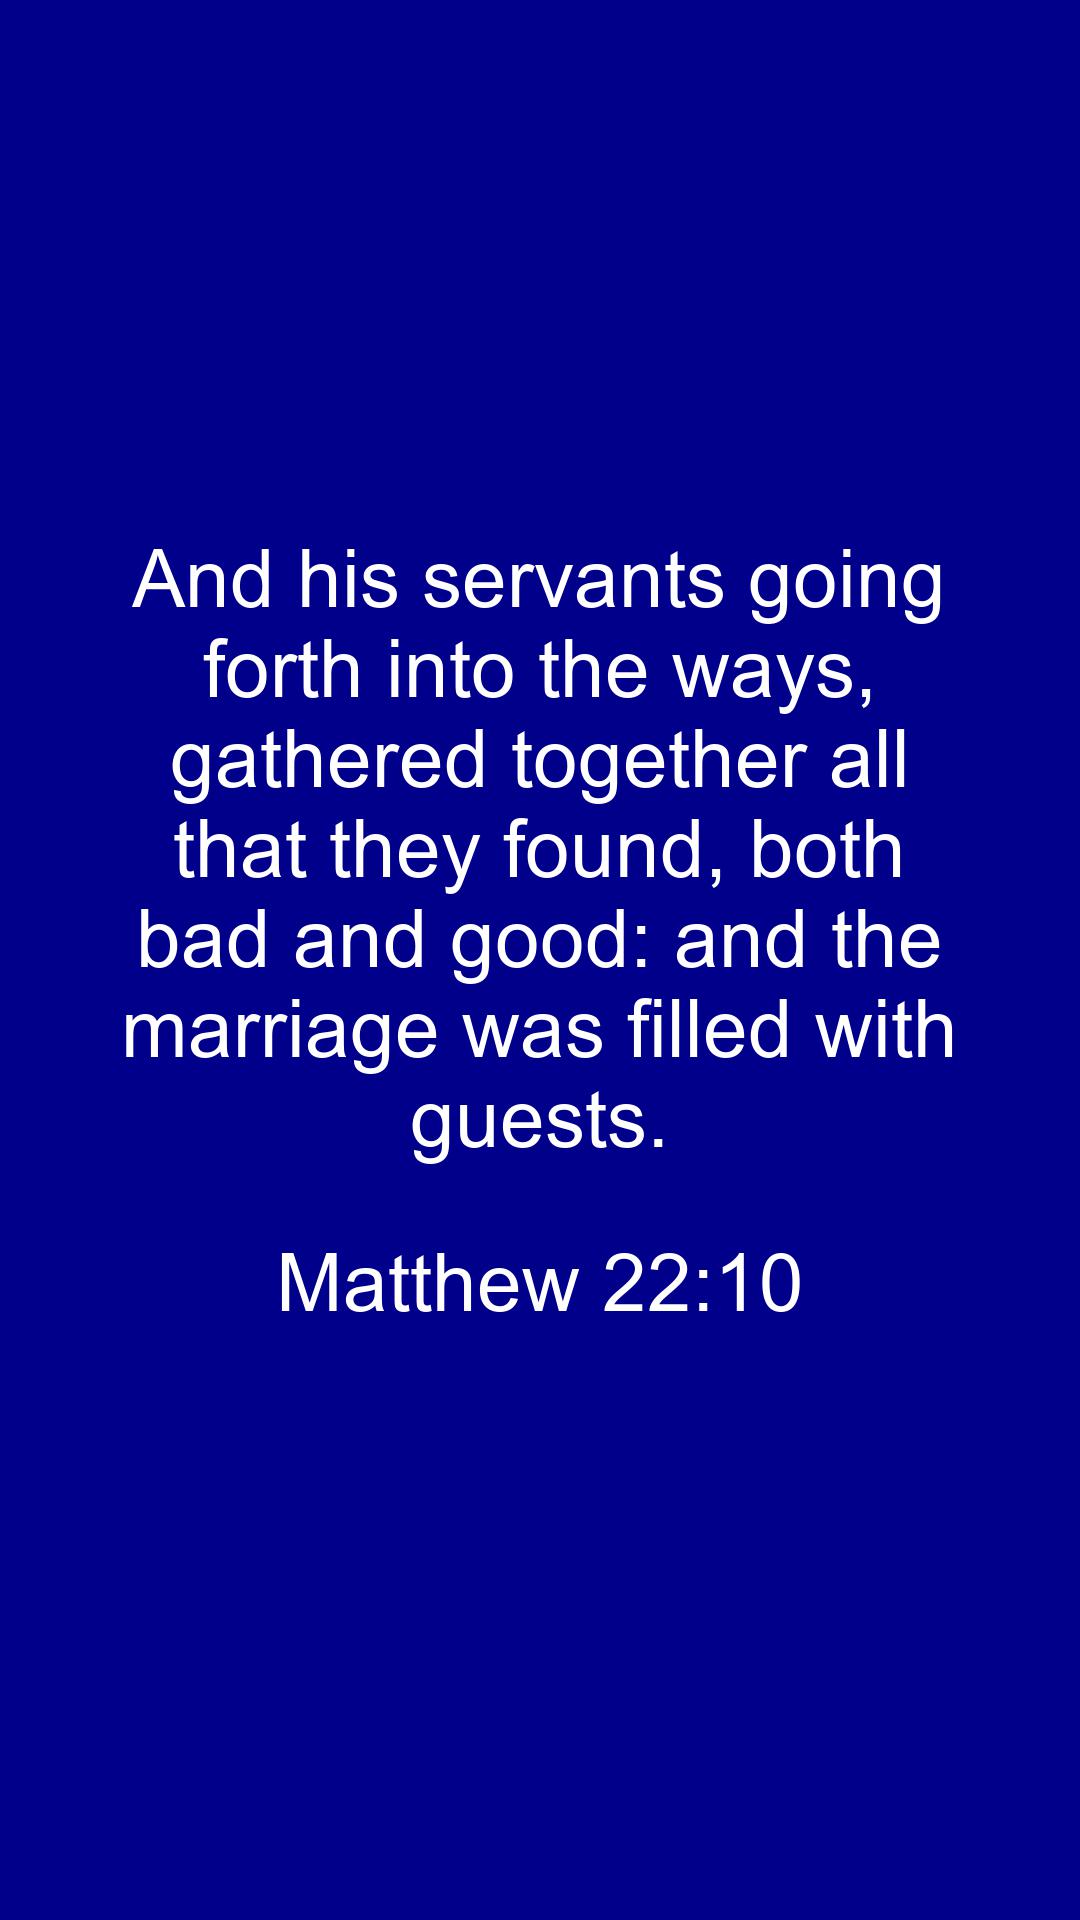 And his servants going
forth into the ways,
gathered together all
that they found, both
bad and good: and the
marriage was filled with
guests.
Matthew 22:10